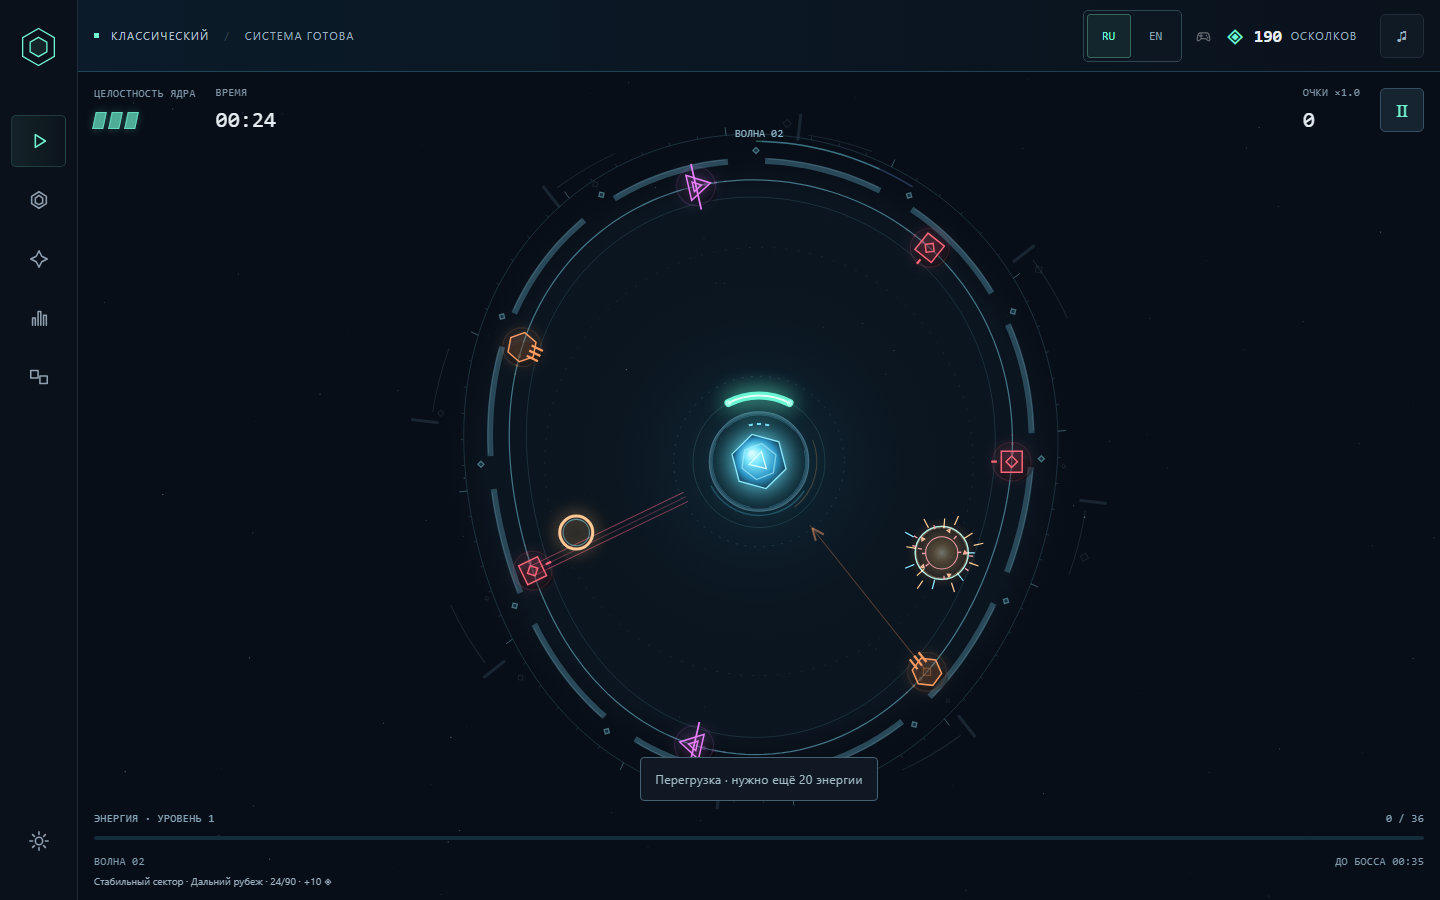 КЛАССИЧЕСКИЙ / СИСТЕМА ГОТОВА
RU EN 190 ОСКОЛКОВ
ЦЕЛОСТНОСТЬ ЯДРА ВРЕМЯ
00:24
ОЧКИ ×1.0
0
ВОЛНА 02
Перегрузка · нужно ещё 20 энергии
ЭНЕРГИЯ · УРОВЕНЬ 1 0 / 36
ВОЛНА 02 ДО БОССА 00:35
Стабильный сектор · Дальний рубеж · 24/90 · +10 ◈